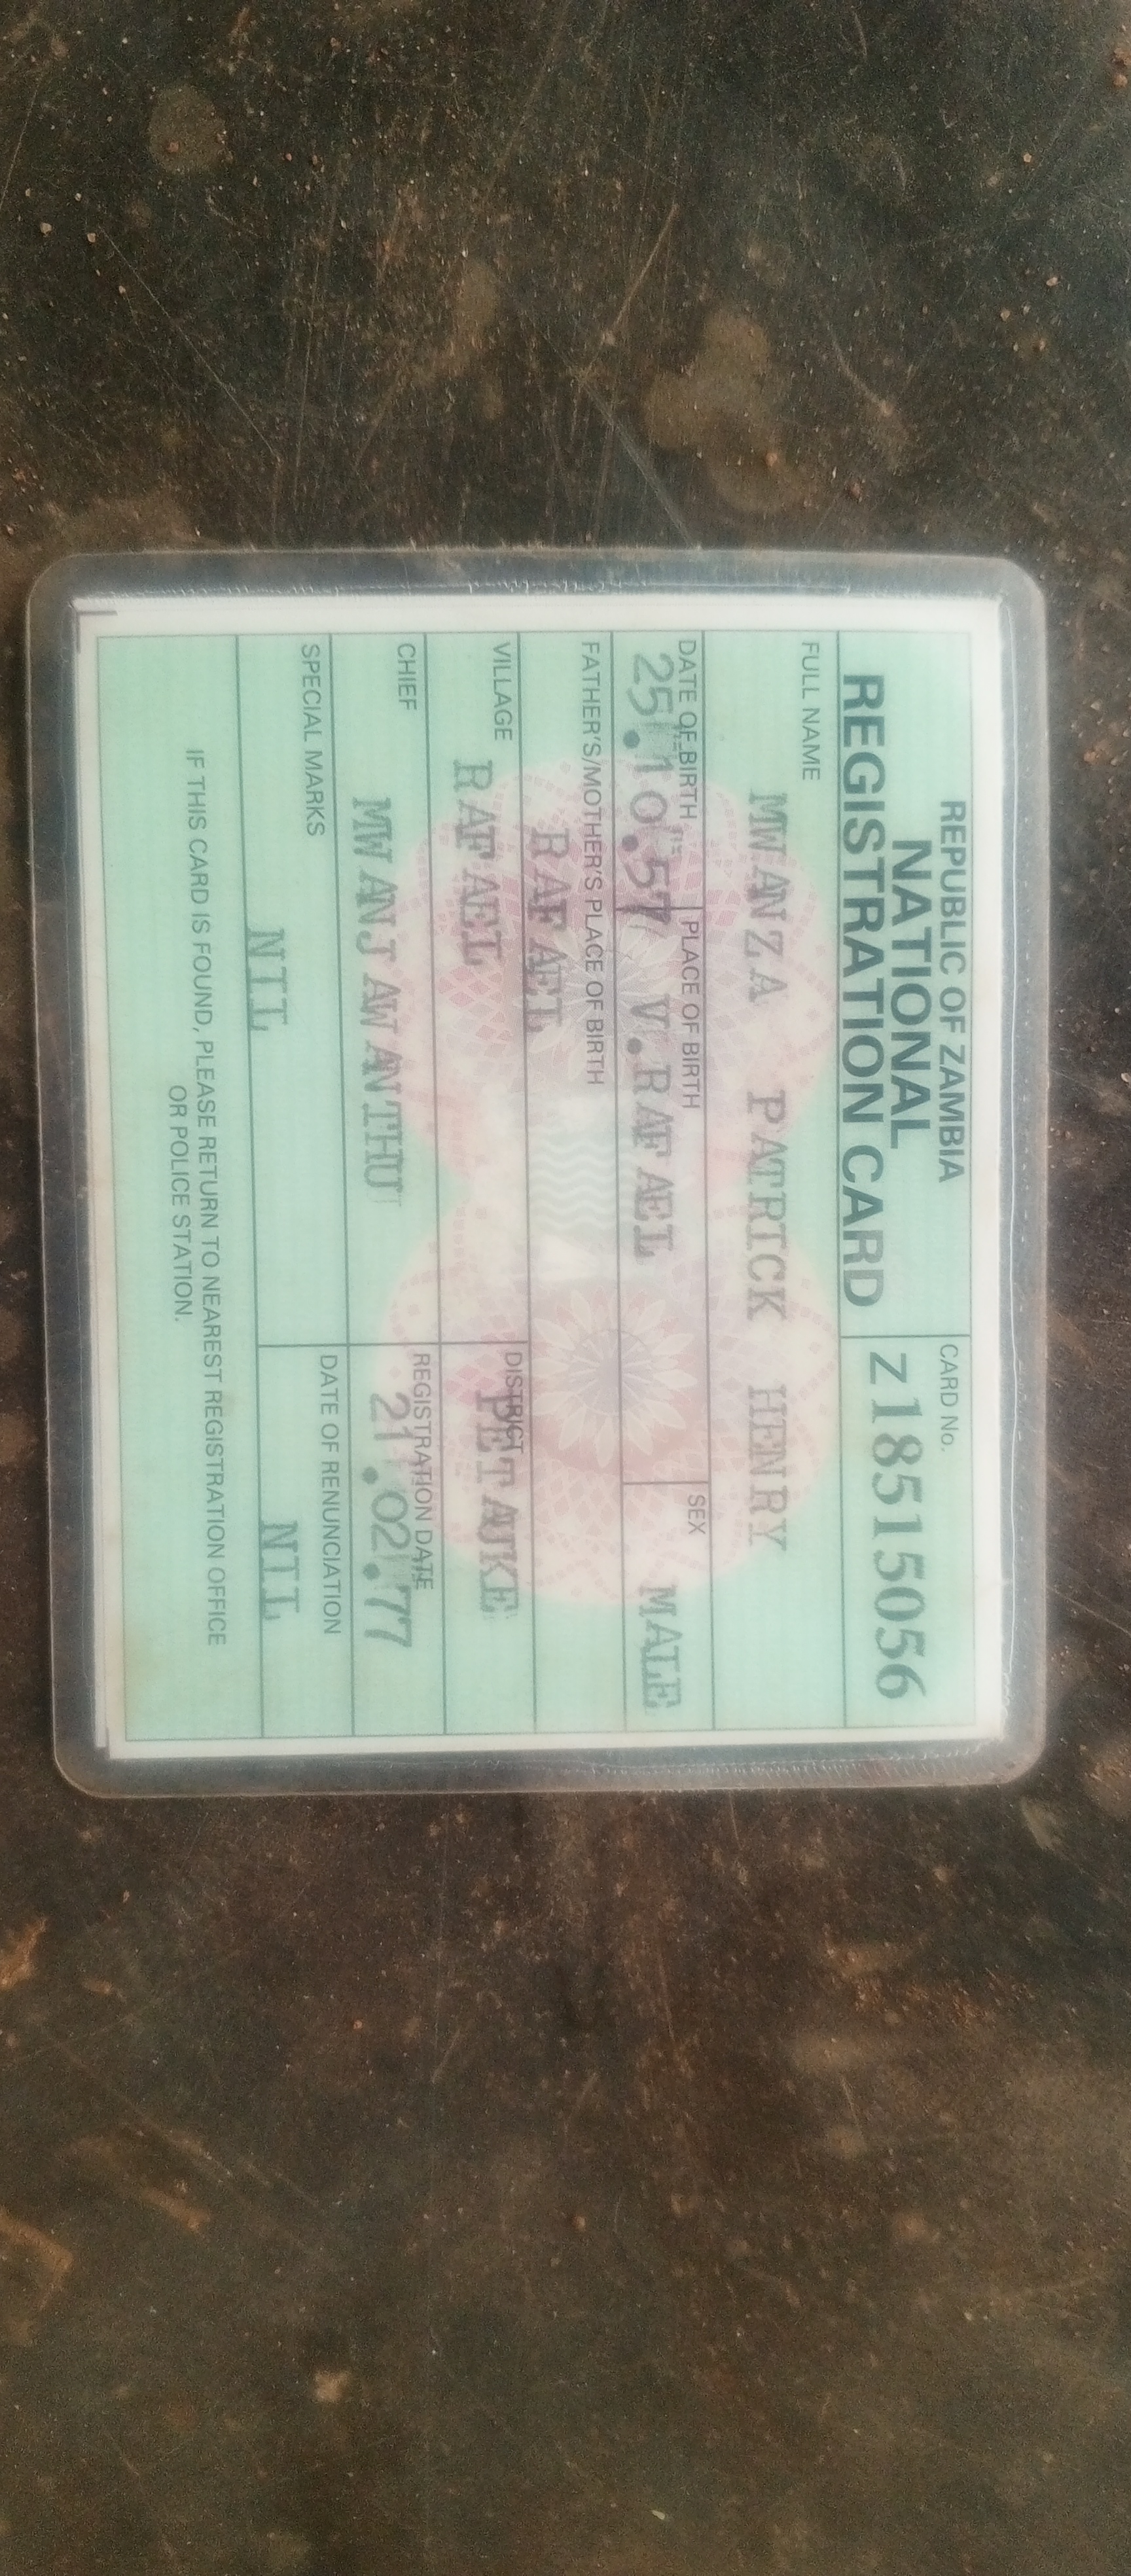 REPUBLIC OF ZAMBIA
NATIONAL
REGISTRATION CARD
CARD No.
Z18515056
FULL NAME
MWANZA PATRICK HENRY
DATE OF BIRTH
25.10.57
PLACE OF BIRTH
V.RAFAEL
SEX
MALE
FATHER'S/MOTHER'S PLACE OF BIRTH
RAFAEL
VILLAGE
RAFAEL
DISTRICT
PETAUKE
CHIEF
MWANJAWANTHU
REGISTRATION DATE
21.02.77
SPECIAL MARKS
NIL
DATE OF RENUNCIATION
NIL
IF THIS CARD IS FOUND, PLEASE RETURN TO NEAREST REGISTRATION OFFICE
OR POLICE STATION.